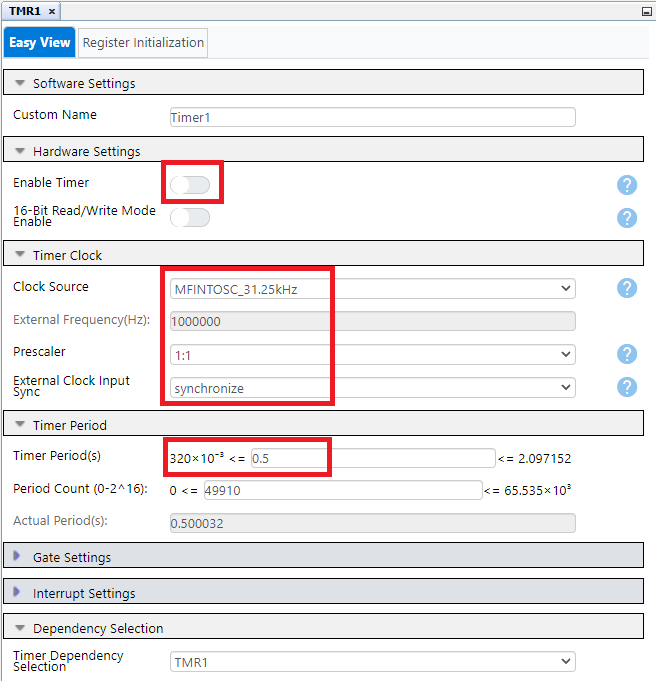 TMR1 ×
Easy View
Register Initialization
Software Settings
Custom Name
Timer1
Hardware Settings
Enable Timer
?
16-Bit Read/Write Mode
Enable
?
Timer Clock
Clock Source
MFINTOSC_31.25kHz
?
External Frequency(Hz):
1000000
Prescaler
1:1
?
External Clock Input
Sync
synchronize
?
Timer Period
Timer Period(s)
320×10⁻³ <= 0.5 <= 2.097152
Period Count (0-2^16):
0 <= 49910 <= 65.535×10³
Actual Period(s):
0.500032
Gate Settings
Interrupt Settings
Dependency Selection
Timer Dependency
Selection
TMR1